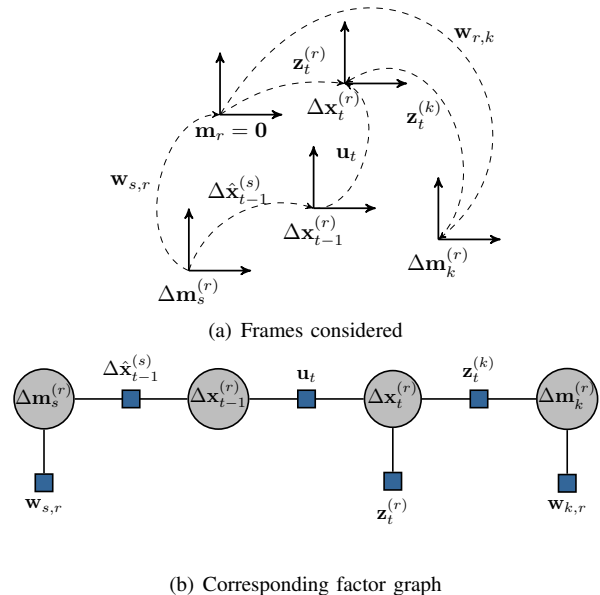 w_{r,k}
z_t^{(r)}
Δx_t^{(r)}
z_t^{(k)}
m_r = 0
u_t
w_{s,r}
Δx̂_{t−1}^{(s)}
Δx_{t−1}^{(r)}
Δm_k^{(r)}
Δm_s^{(r)}
(a) Frames considered
Δx̂_{t−1}^{(s)} u_t z_t^{(k)}
Δm_s^{(r)} Δx_{t−1}^{(r)} Δx_t^{(r)} Δm_k^{(r)}
w_{s,r} z_t^{(r)} w_{k,r}
(b) Corresponding factor graph